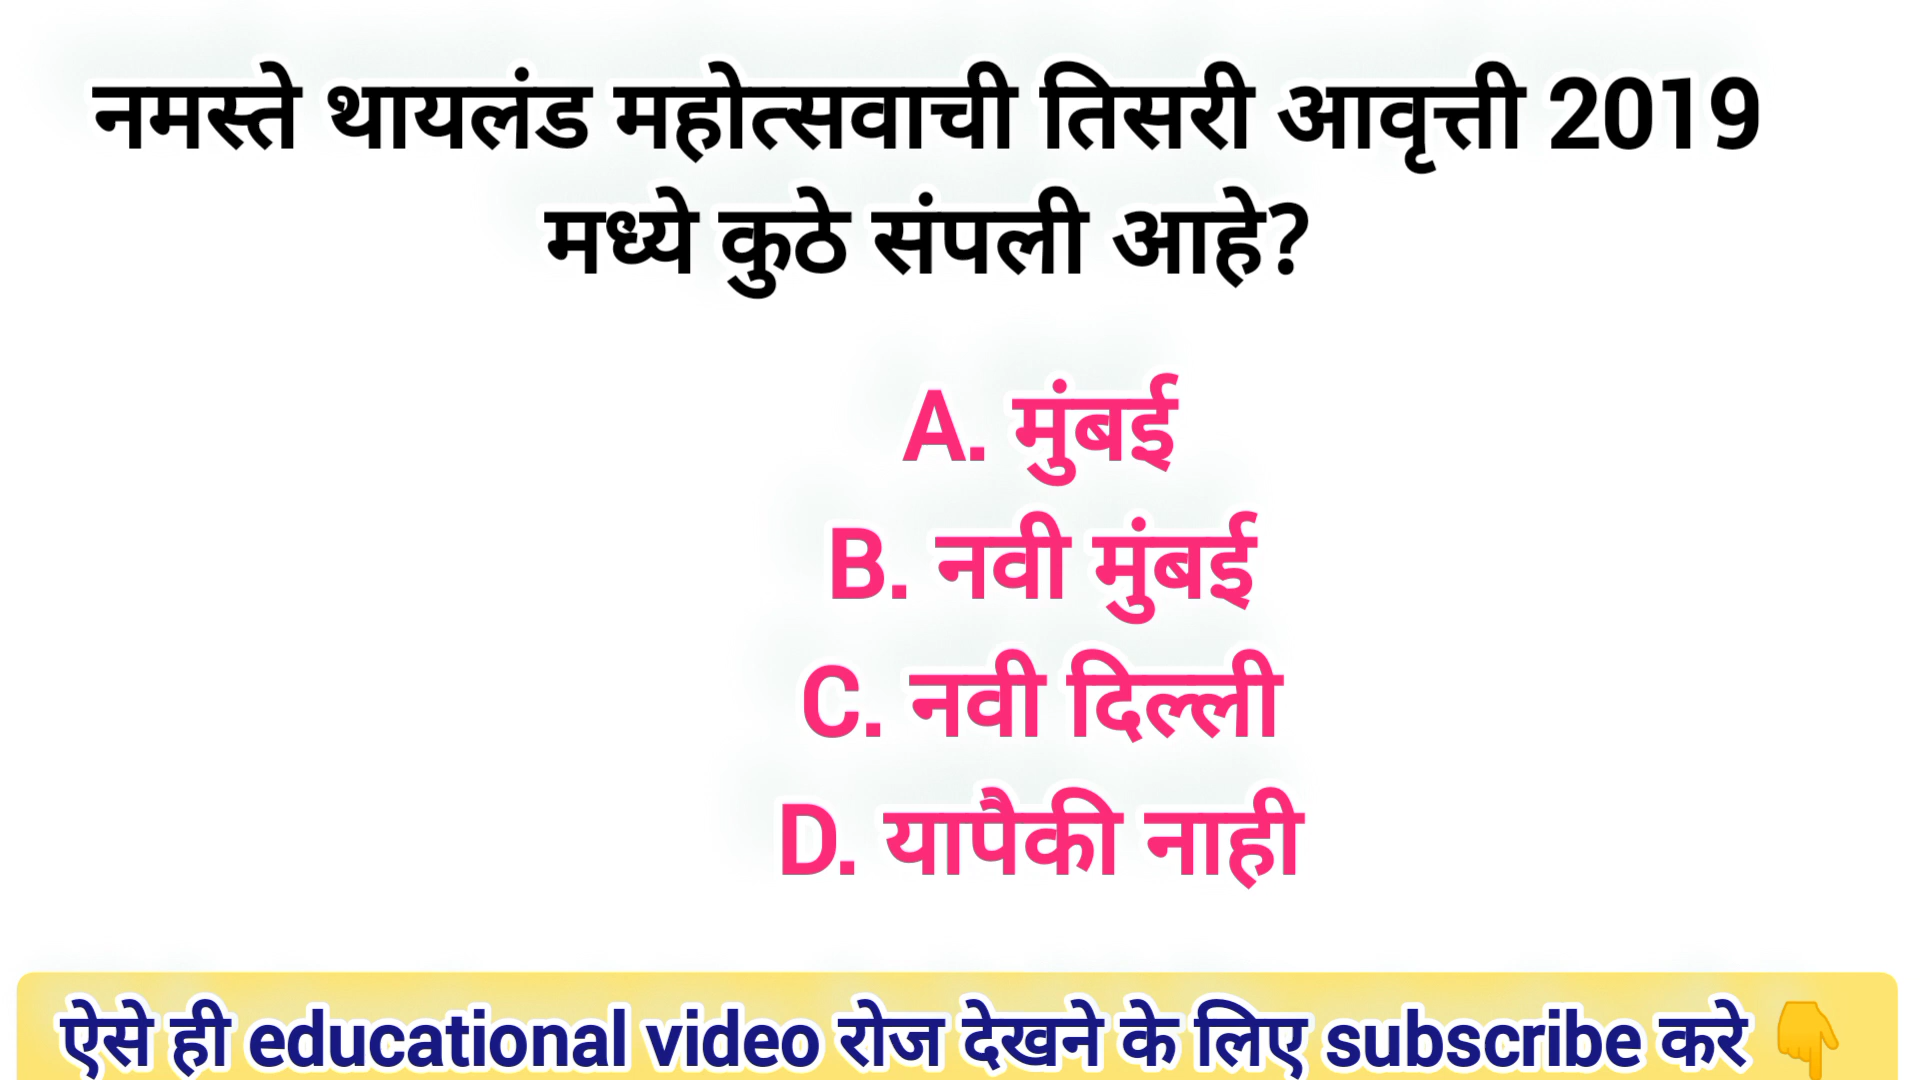 नमस्ते थायलंड महोत्सवाची तिसरी आवृत्ती 2019
मध्ये कुठे संपली आहे?
A. मुंबई
B. नवी मुंबई
C. नवी दिल्ली
D. यापैकी नाही
ऐसे ही educational video रोज देखने के लिए subscribe करे 👇